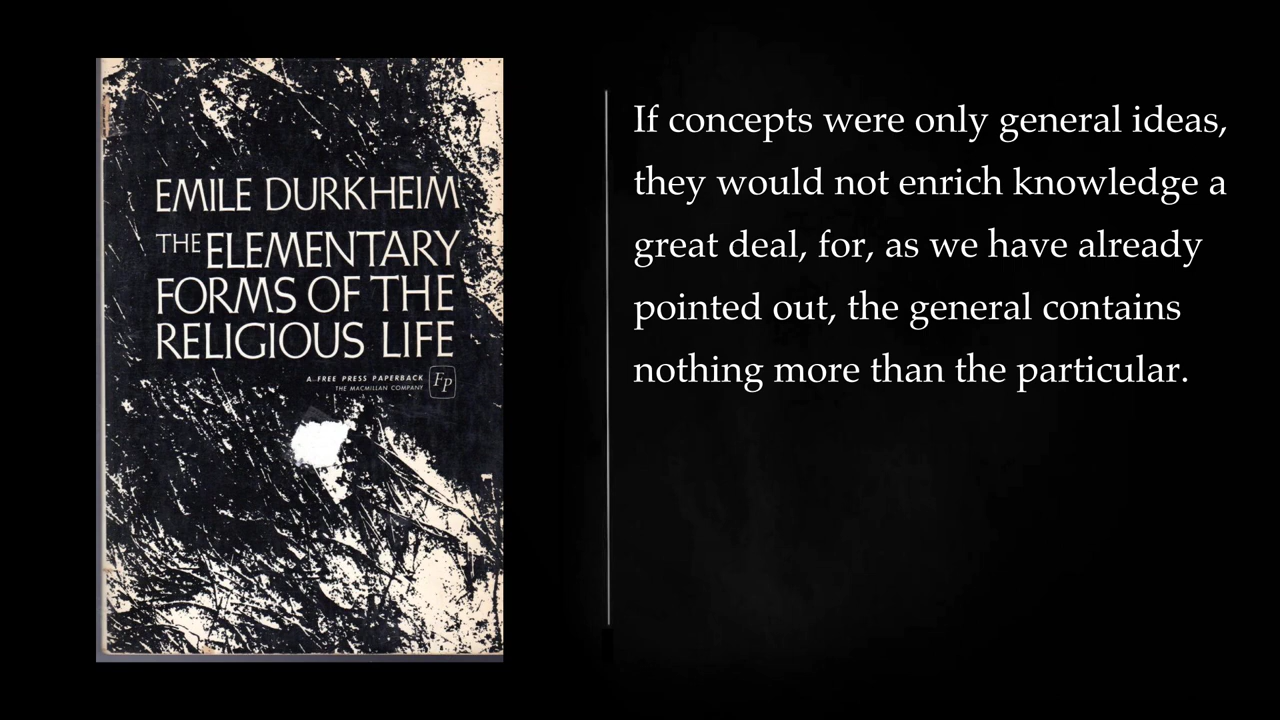 EMILE DURKHEIM
THE ELEMENTARY
FORMS OF THE
RELIGIOUS LIFE
A FREE PRESS PAPERBACK
THE MACMILLAN COMPANY
Fp
If concepts were only general ideas,
they would not enrich knowledge a
great deal, for, as we have already
pointed out, the general contains
nothing more than the particular.